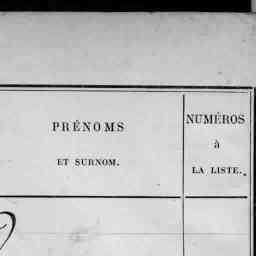 PRÉNOMS
ET SURNOM.
NUMÉROS
à
LA LISTE.